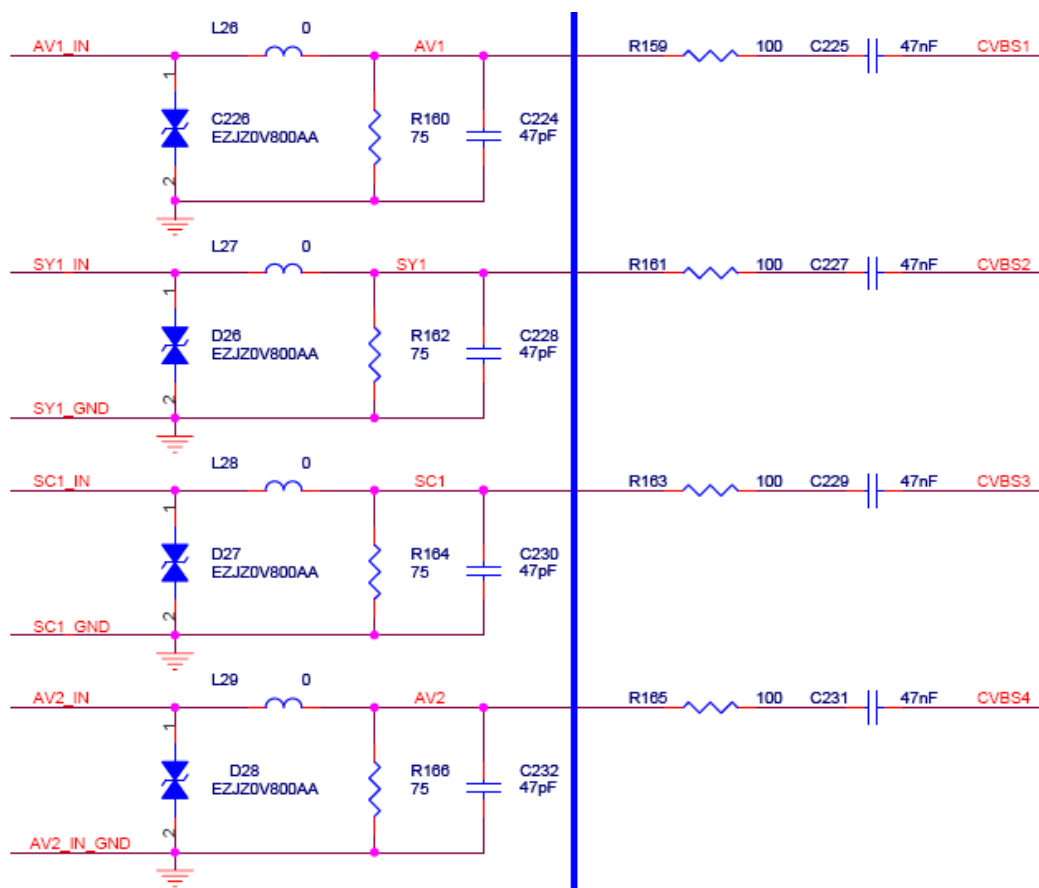 L26 0
AV1_IN AV1 R159 100 C225 47nF CVBS1
1
C226 R160 C224
EZJZ0V800AA 75 47pF
2
L27 0
SY1_IN SY1 R161 100 C227 47nF CVBS2
1
D26 R162 C228
EZJZ0V800AA 75 47pF
2
SY1_GND
L28 0
SC1_IN SC1 R163 100 C229 47nF CVBS3
1
D27 R164 C230
EZJZ0V800AA 75 47pF
2
SC1_GND
L29 0
AV2_IN AV2 R165 100 C231 47nF CVBS4
1
D28 R166 C232
EZJZ0V800AA 75 47pF
2
AV2_IN_GND